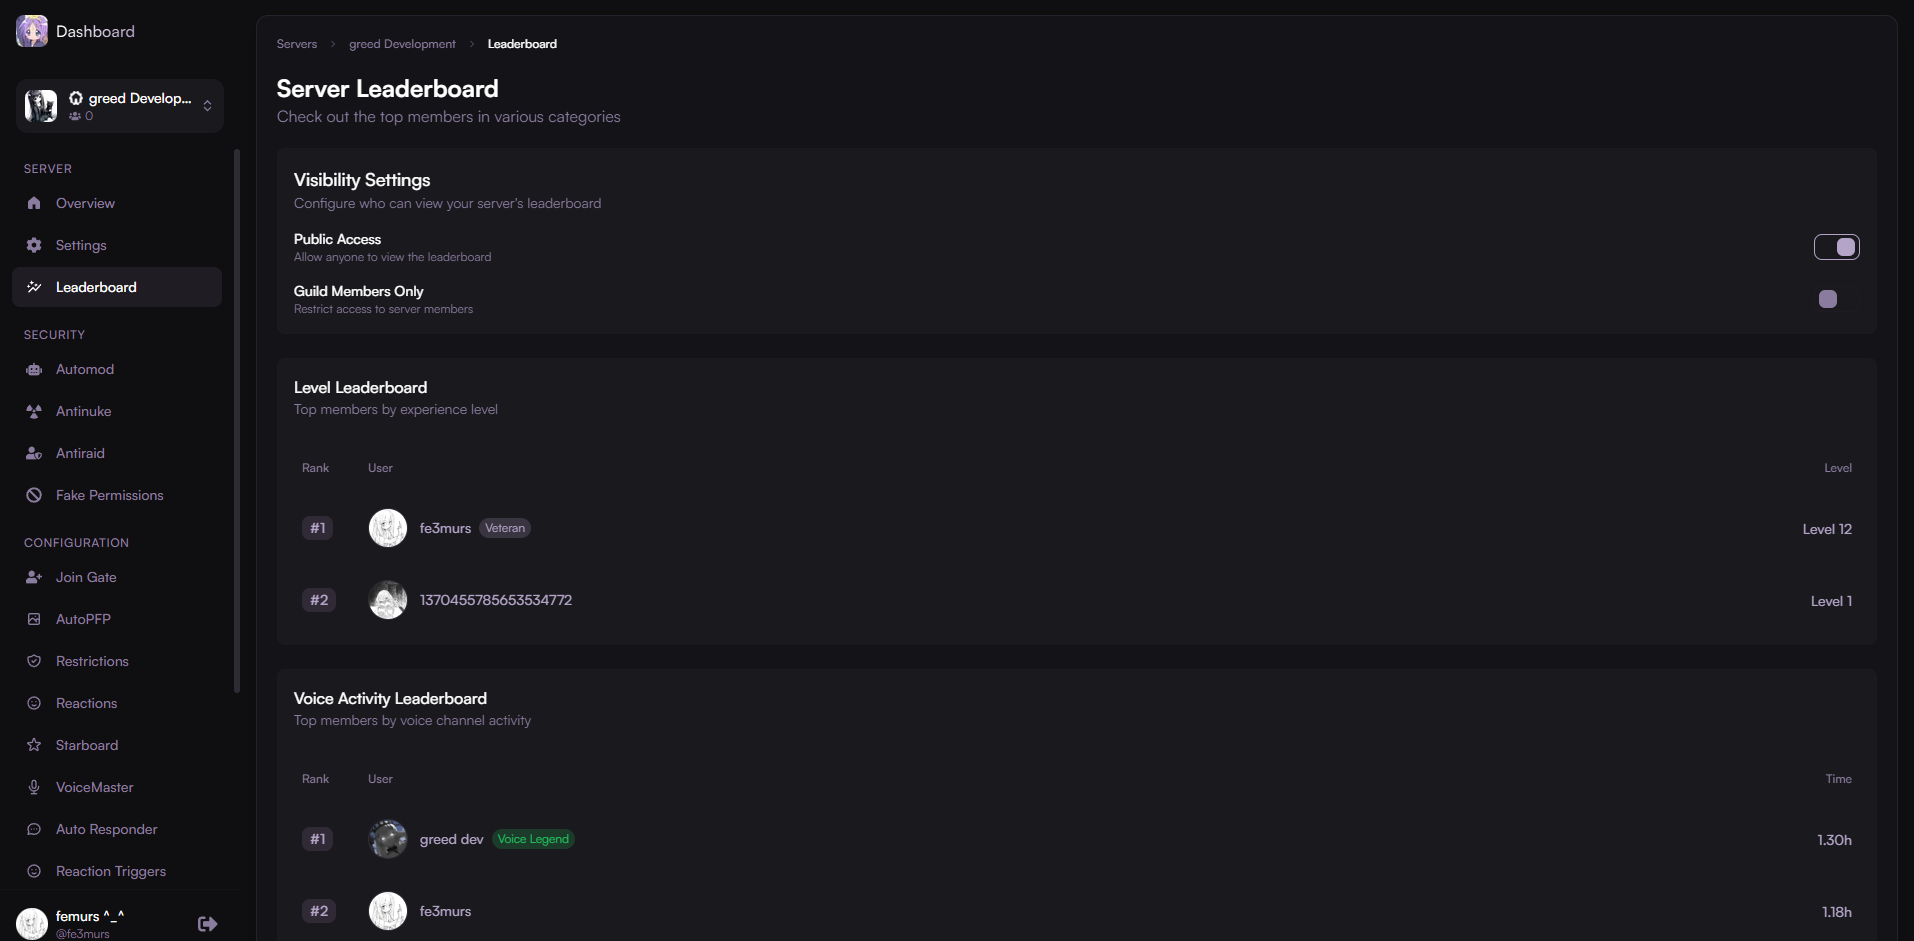 Dashboard
greed Develop...
0
SERVER
Overview
Settings
Leaderboard
SECURITY
Automod
Antinuke
Antiraid
Fake Permissions
CONFIGURATION
Join Gate
AutoPFP
Restrictions
Reactions
Starboard
VoiceMaster
Auto Responder
Reaction Triggers
femurs ^_^
@fe3murs
Servers > greed Development > Leaderboard
Server Leaderboard
Check out the top members in various categories
Visibility Settings
Configure who can view your server's leaderboard
Public Access
Allow anyone to view the leaderboard
Guild Members Only
Restrict access to server members
Level Leaderboard
Top members by experience level
Rank User Level
#1 fe3murs Veteran Level 12
#2 1370455785653534772 Level 1
Voice Activity Leaderboard
Top members by voice channel activity
Rank User Time
#1 greed dev Voice Legend 1.30h
#2 fe3murs 1.18h